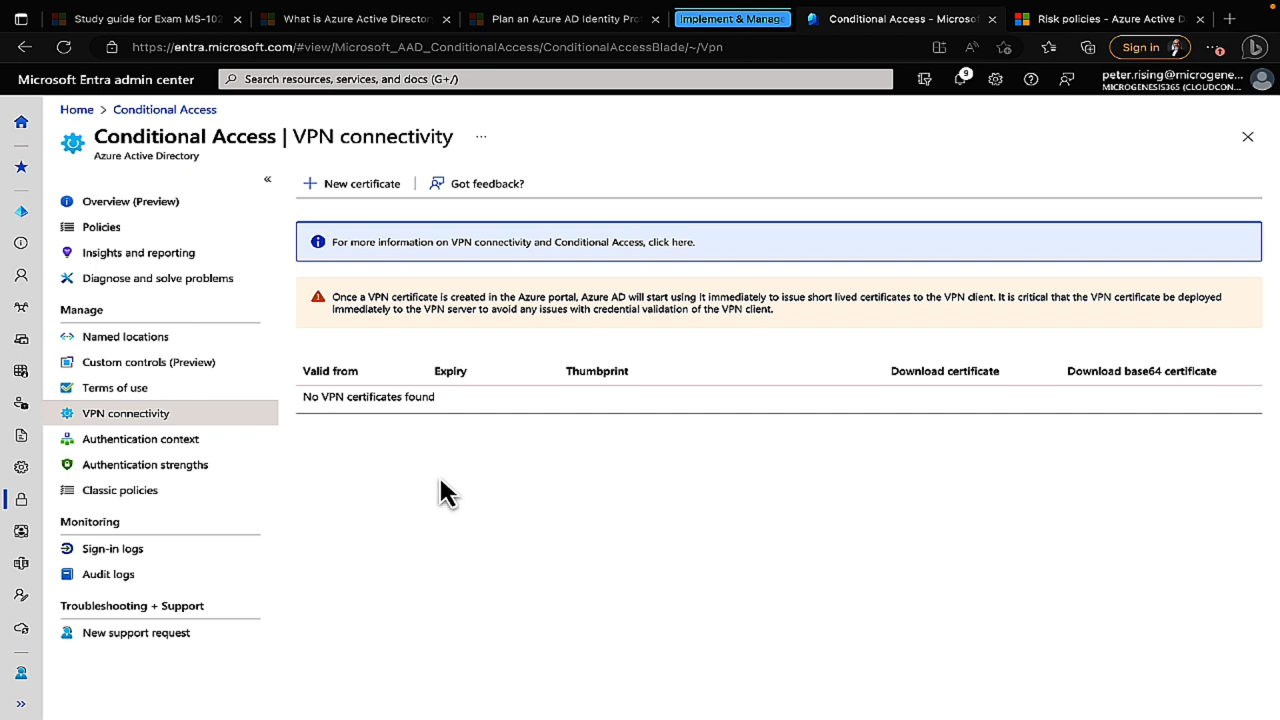 Study guide for Exam MS-102
What is Azure Active Director
Plan an Azure AD Identity Pro
Implement & Manage
Conditional Access - Microsof
Risk policies - Azure Active D
https://entra.microsoft.com/#view/Microsoft_AAD_ConditionalAccess/ConditionalAccessBlade/~/Vpn
Sign in
Microsoft Entra admin center
Search resources, services, and docs (G+/)
9
peter.rising@microgene...
MICROGENESIS365 (CLOUDCON...
Home > Conditional Access
Conditional Access | VPN connectivity
Azure Active Directory
Overview (Preview)
Policies
Insights and reporting
Diagnose and solve problems
Manage
Named locations
Custom controls (Preview)
Terms of use
VPN connectivity
Authentication context
Authentication strengths
Classic policies
Monitoring
Sign-in logs
Audit logs
Troubleshooting + Support
New support request
New certificate
Got feedback?
For more information on VPN connectivity and Conditional Access, click here.
Once a VPN certificate is created in the Azure portal, Azure AD will start using it immediately to issue short lived certificates to the VPN client. It is critical that the VPN certificate be deployed
immediately to the VPN server to avoid any issues with credential validation of the VPN client.
Valid from Expiry Thumbprint Download certificate Download base64 certificate
No VPN certificates found